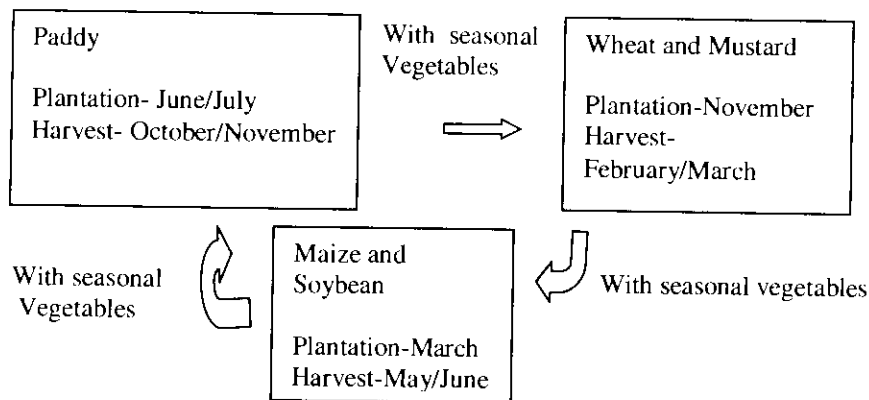 Paddy
Plantation- June/July
Harvest- October/November
With seasonal
Vegetables
Wheat and Mustard
Plantation-November
Harvest-
February/March
With seasonal
Vegetables
Maize and
Soybean
Plantation-March
Harvest-May/June
With seasonal vegetables